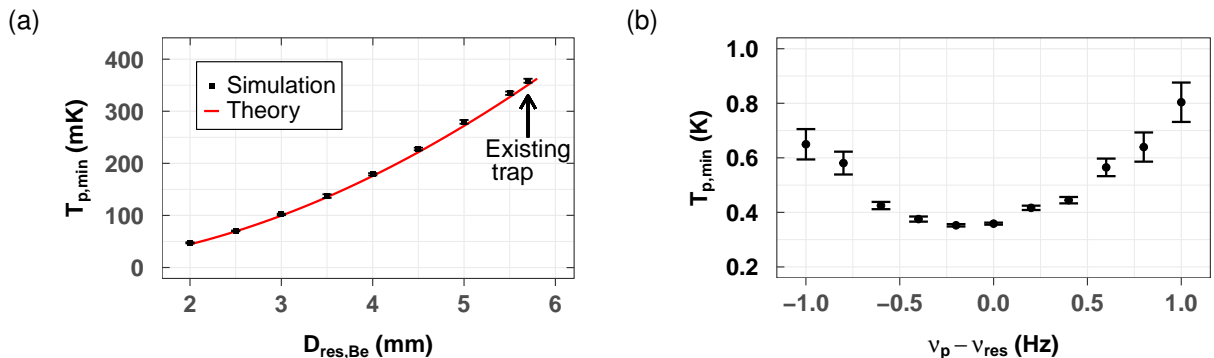 (a)
T_p,min (mK)
400
300
200
100
0
Simulation
Theory
Existing
trap
2
3
4
5
6
D_res,Be (mm)
(b)
T_p,min (K)
1.0
0.8
0.6
0.4
0.2
−1.0
−0.5
0.0
0.5
1.0
ν_p − ν_res (Hz)